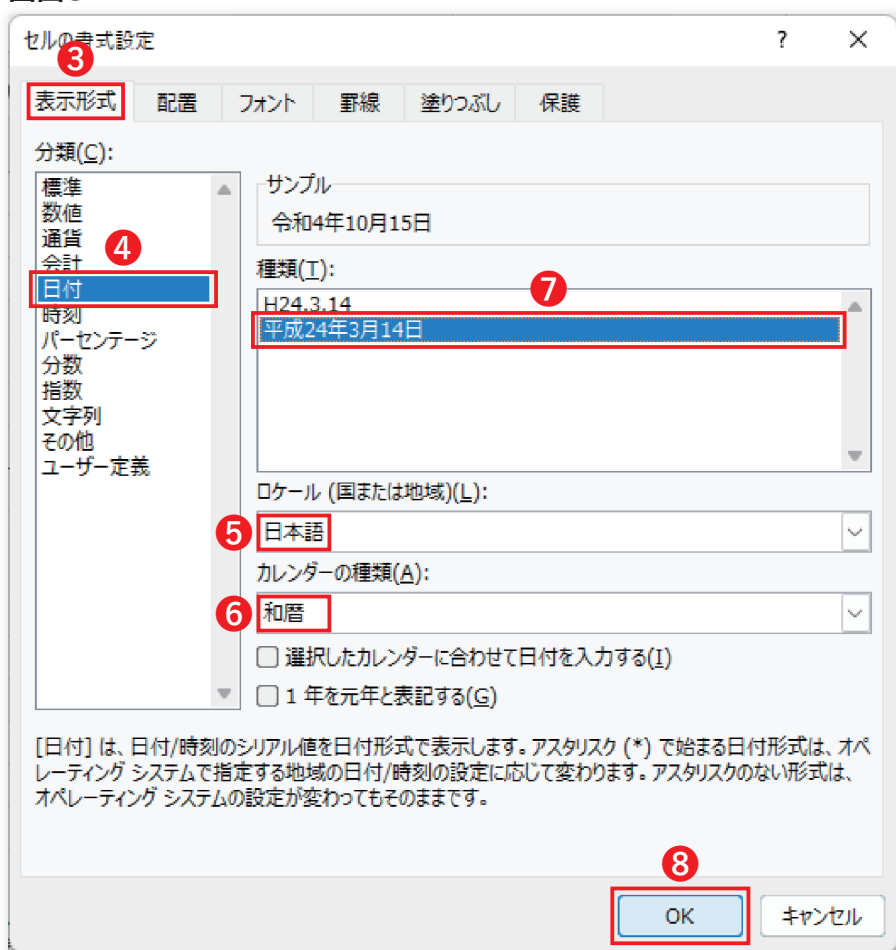 セルの書式設定
?
❸
表示形式 配置 フォント 罫線 塗りつぶし 保護
分類(C):
標準
数値
通貨
会計
❹
日付
時刻
パーセンテージ
分数
指数
文字列
その他
ユーザー定義
サンプル
令和4年10月15日
種類(T):
❼
H24.3.14
平成24年3月14日
ロケール (国または地域)(L):
❺ 日本語
カレンダーの種類(A):
❻ 和暦
選択したカレンダーに合わせて日付を入力する(I)
1 年を元年と表記する(G)
[日付] は、日付/時刻のシリアル値を日付形式で表示します。アスタリスク (*) で始まる日付形式は、オペ
レーティング システムで指定する地域の日付/時刻の設定に応じて変わります。アスタリスクのない形式は、
オペレーティング システムの設定が変わってもそのままです。
❽
OK キャンセル